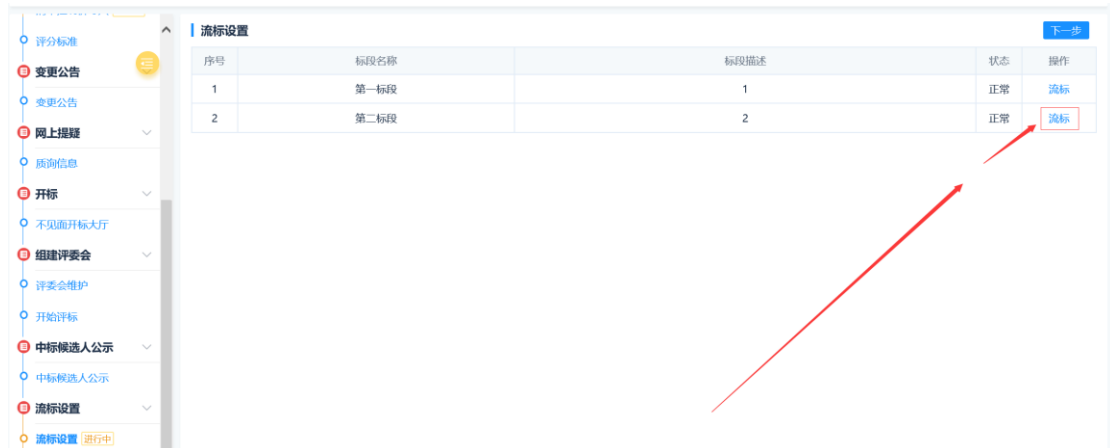 评分标准
变更公告
变更公告
网上提疑
质询信息
开标
不见面开标大厅
组建评委会
评委会维护
开始评标
中标候选人公示
中标候选人公示
流标设置
流标设置 进行中
流标设置 下一步
序号 标段名称 标段描述 状态 操作
1 第一标段 1 正常 流标
2 第二标段 2 正常 流标